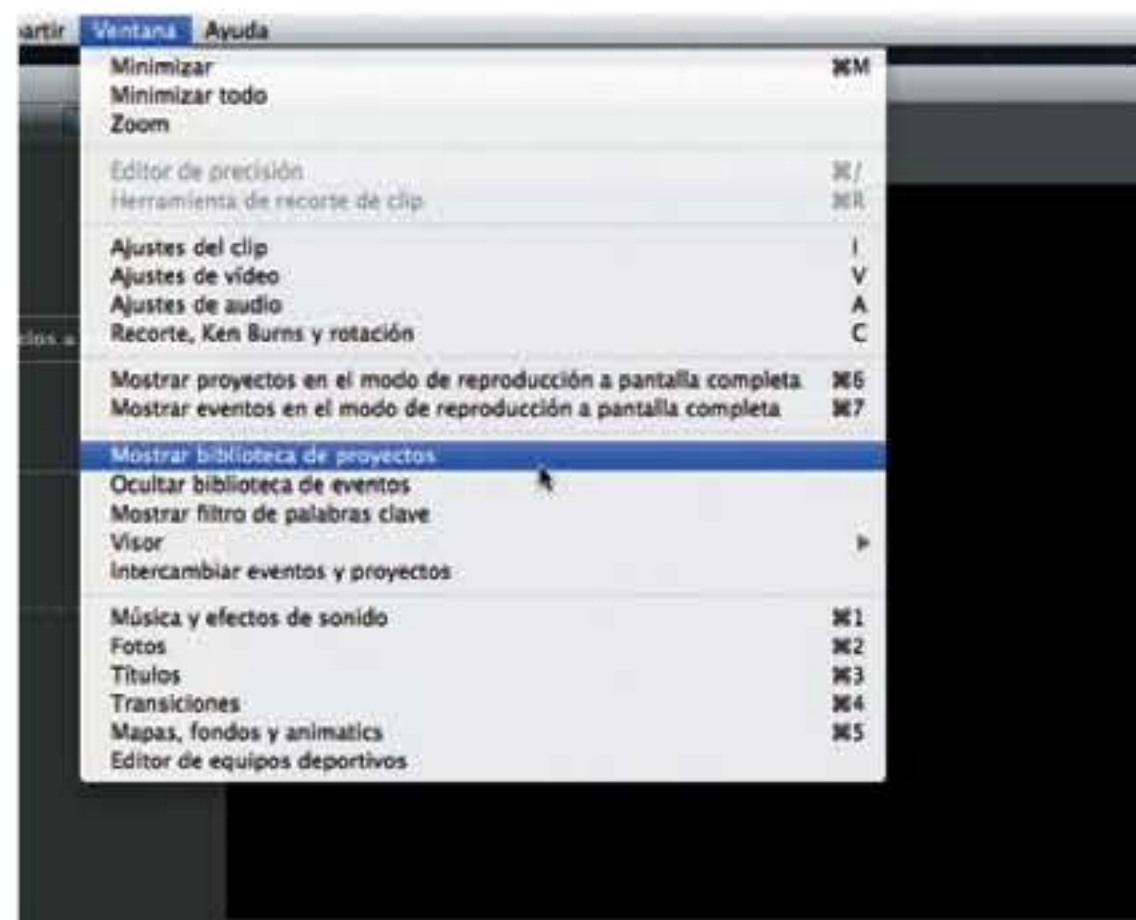 artir Ventana Ayuda
Minimizar ⌘M
Minimizar todo
Zoom
Editor de precisión ⌘/
Herramienta de recorte de clip ⌘R
Ajustes del clip I
Ajustes de vídeo V
Ajustes de audio A
Recorte, Ken Burns y rotación C
Mostrar proyectos en el modo de reproducción a pantalla completa ⌘6
Mostrar eventos en el modo de reproducción a pantalla completa ⌘7
Mostrar biblioteca de proyectos
Ocultar biblioteca de eventos
Mostrar filtro de palabras clave
Visor
Intercambiar eventos y proyectos
Música y efectos de sonido ⌘1
Fotos ⌘2
Títulos ⌘3
Transiciones ⌘4
Mapas, fondos y animatics ⌘5
Editor de equipos deportivos